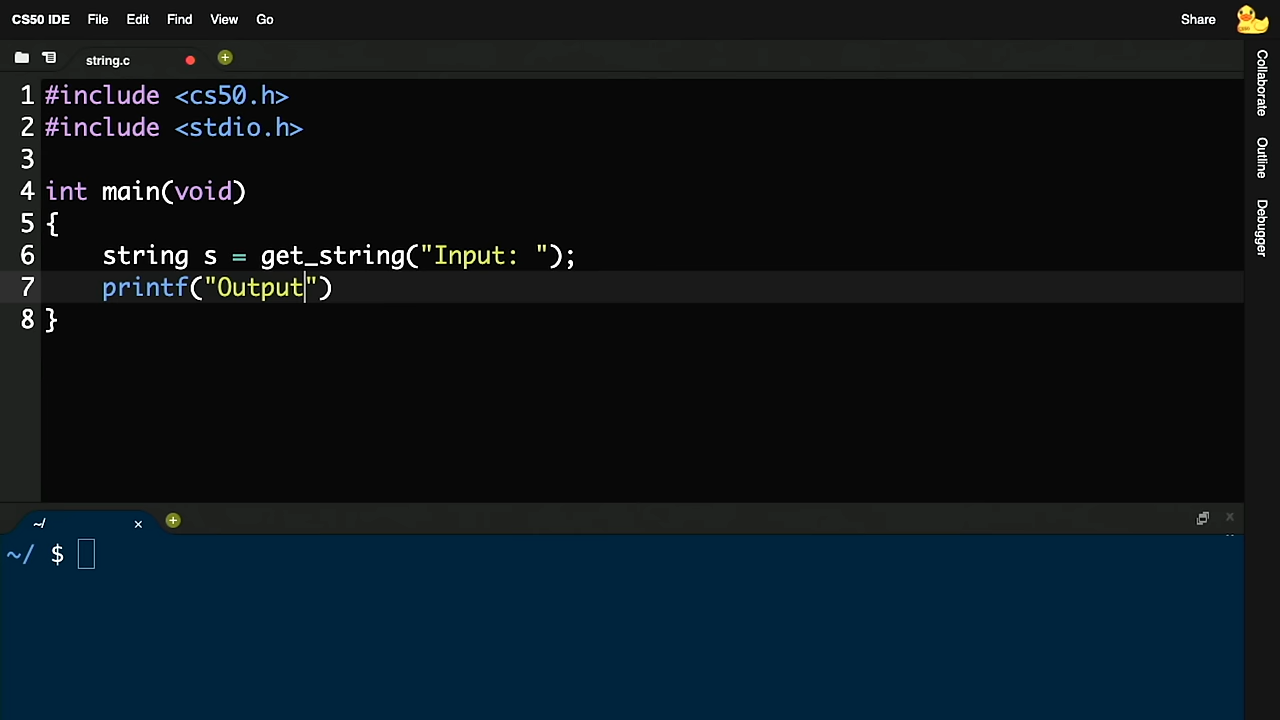 CS50 IDE File Edit Find View Go Share
string.c
1 #include <cs50.h>
2 #include <stdio.h>
3
4 int main(void)
5 {
6     string s = get_string("Input: ");
7     printf("Output")
8 }
Collaborate
Outline
Debugger
~/
~/ $